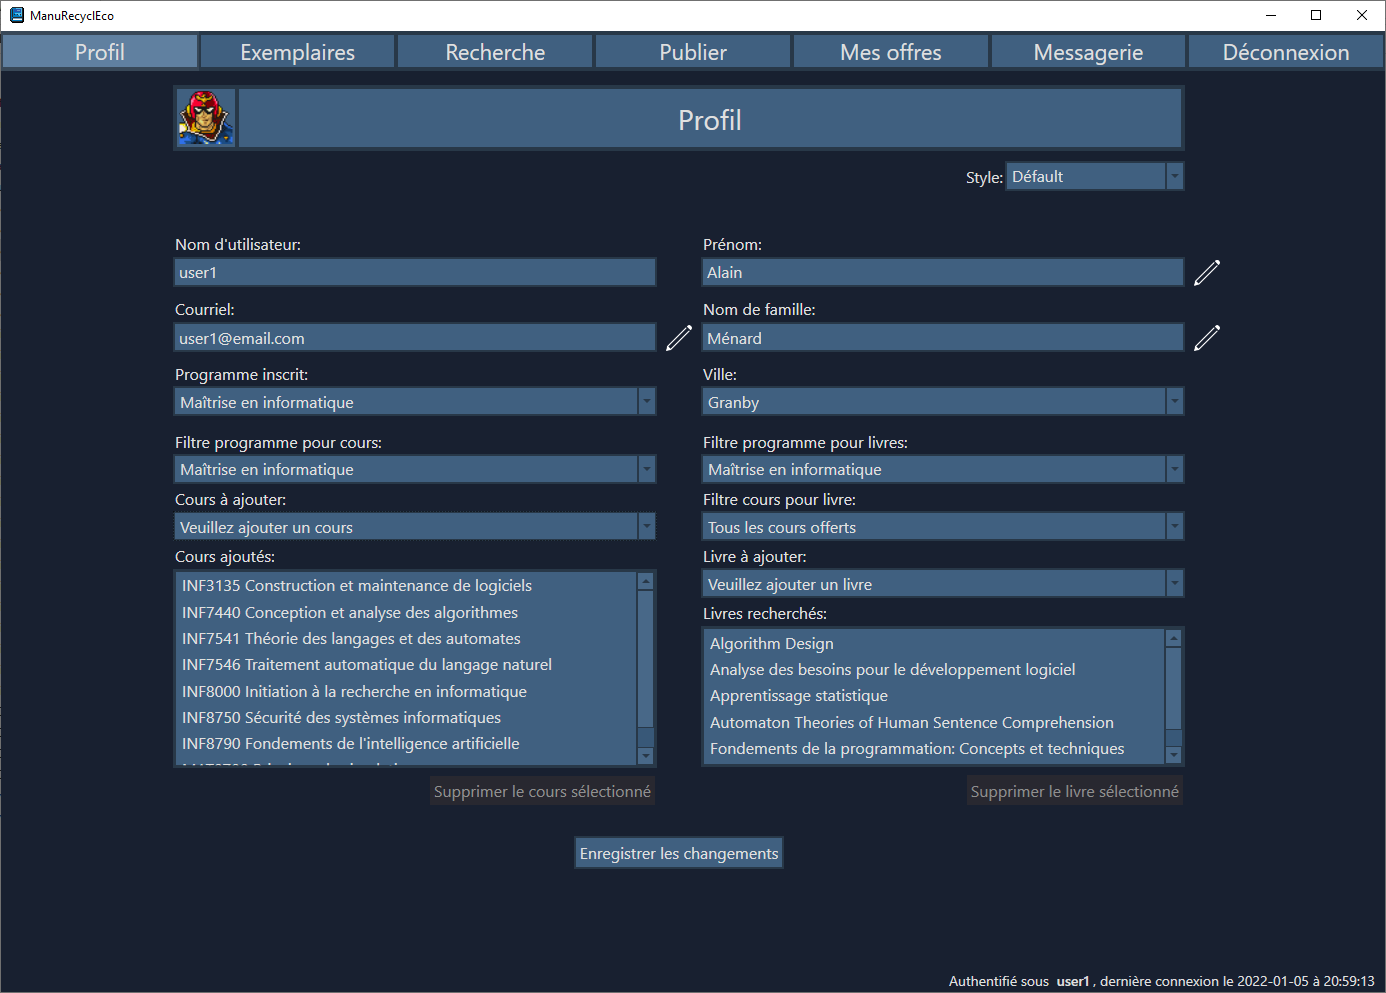 ManuRecyclEco
Profil
Exemplaires
Recherche
Publier
Mes offres
Messagerie
Déconnexion
Profil
Style:
Défault
Nom d'utilisateur:
user1
Prénom:
Alain
Courriel:
user1@email.com
Nom de famille:
Ménard
Programme inscrit:
Maîtrise en informatique
Ville:
Granby
Filtre programme pour cours:
Maîtrise en informatique
Filtre programme pour livres:
Maîtrise en informatique
Cours à ajouter:
Veuillez ajouter un cours
Filtre cours pour livre:
Tous les cours offerts
Cours ajoutés:
INF3135 Construction et maintenance de logiciels
INF7440 Conception et analyse des algorithmes
INF7541 Théorie des langages et des automates
INF7546 Traitement automatique du langage naturel
INF8000 Initiation à la recherche en informatique
INF8750 Sécurité des systèmes informatiques
INF8790 Fondements de l'intelligence artificielle
Livre à ajouter:
Veuillez ajouter un livre
Livres recherchés:
Algorithm Design
Analyse des besoins pour le développement logiciel
Apprentissage statistique
Automaton Theories of Human Sentence Comprehension
Fondements de la programmation: Concepts et techniques
Supprimer le cours sélectionné
Supprimer le livre sélectionné
Enregistrer les changements
Authentifié sous user1 , dernière connexion le 2022-01-05 à 20:59:13